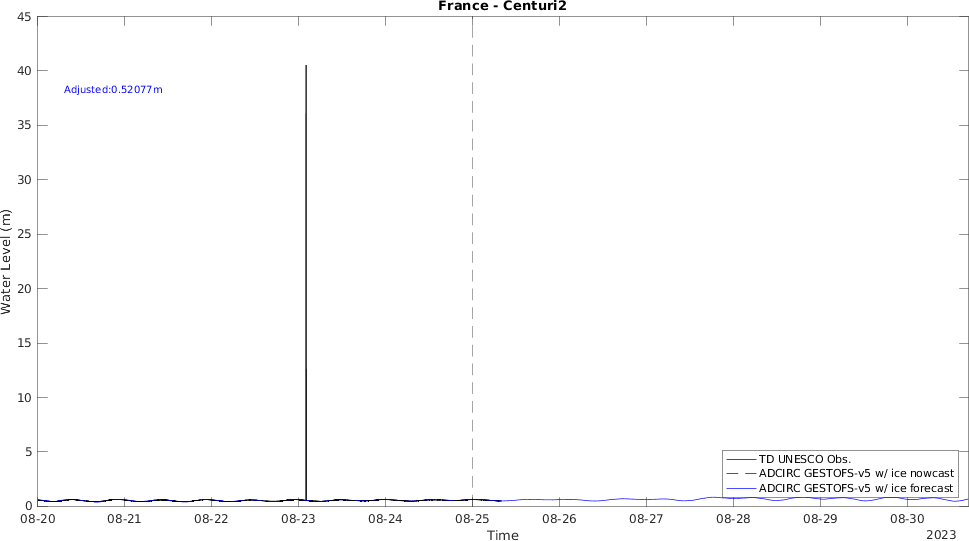 France - Centuri2
45
40
35
30
25
20
15
10
5
0
Water Level (m)
Adjusted:0.52077m
TD UNESCO Obs.
ADCIRC GESTOFS-v5 w/ ice nowcast
ADCIRC GESTOFS-v5 w/ ice forecast
08-20 08-21 08-22 08-23 08-24 08-25 08-26 08-27 08-28 08-29 08-30
Time
2023